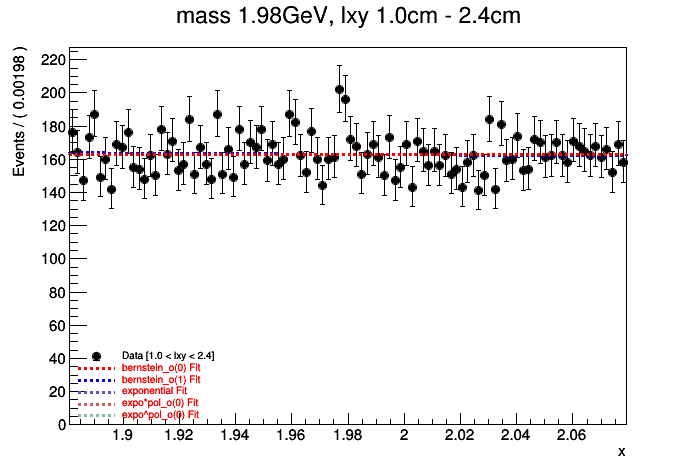 mass 1.98GeV, lxy 1.0cm - 2.4cm
Events / ( 0.00198 )
220
200
180
160
140
120
100
80
60
40
20
0
Data [1.0 < lxy < 2.4]
bernstein_o(0) Fit
bernstein_o(1) Fit
exponential Fit
expo*pol_o(0) Fit
expo^pol_o(0) Fit
1.9 1.92 1.94 1.96 1.98 2 2.02 2.04 2.06
x